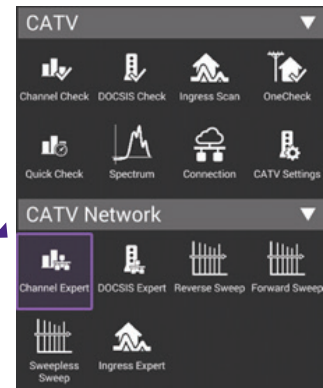 CATV
Channel Check DOCSIS Check Ingress Scan OneCheck
Quick Check Spectrum Connection CATV Settings
CATV Network
Channel Expert DOCSIS Expert Reverse Sweep Forward Sweep
Sweepless Sweep Ingress Expert